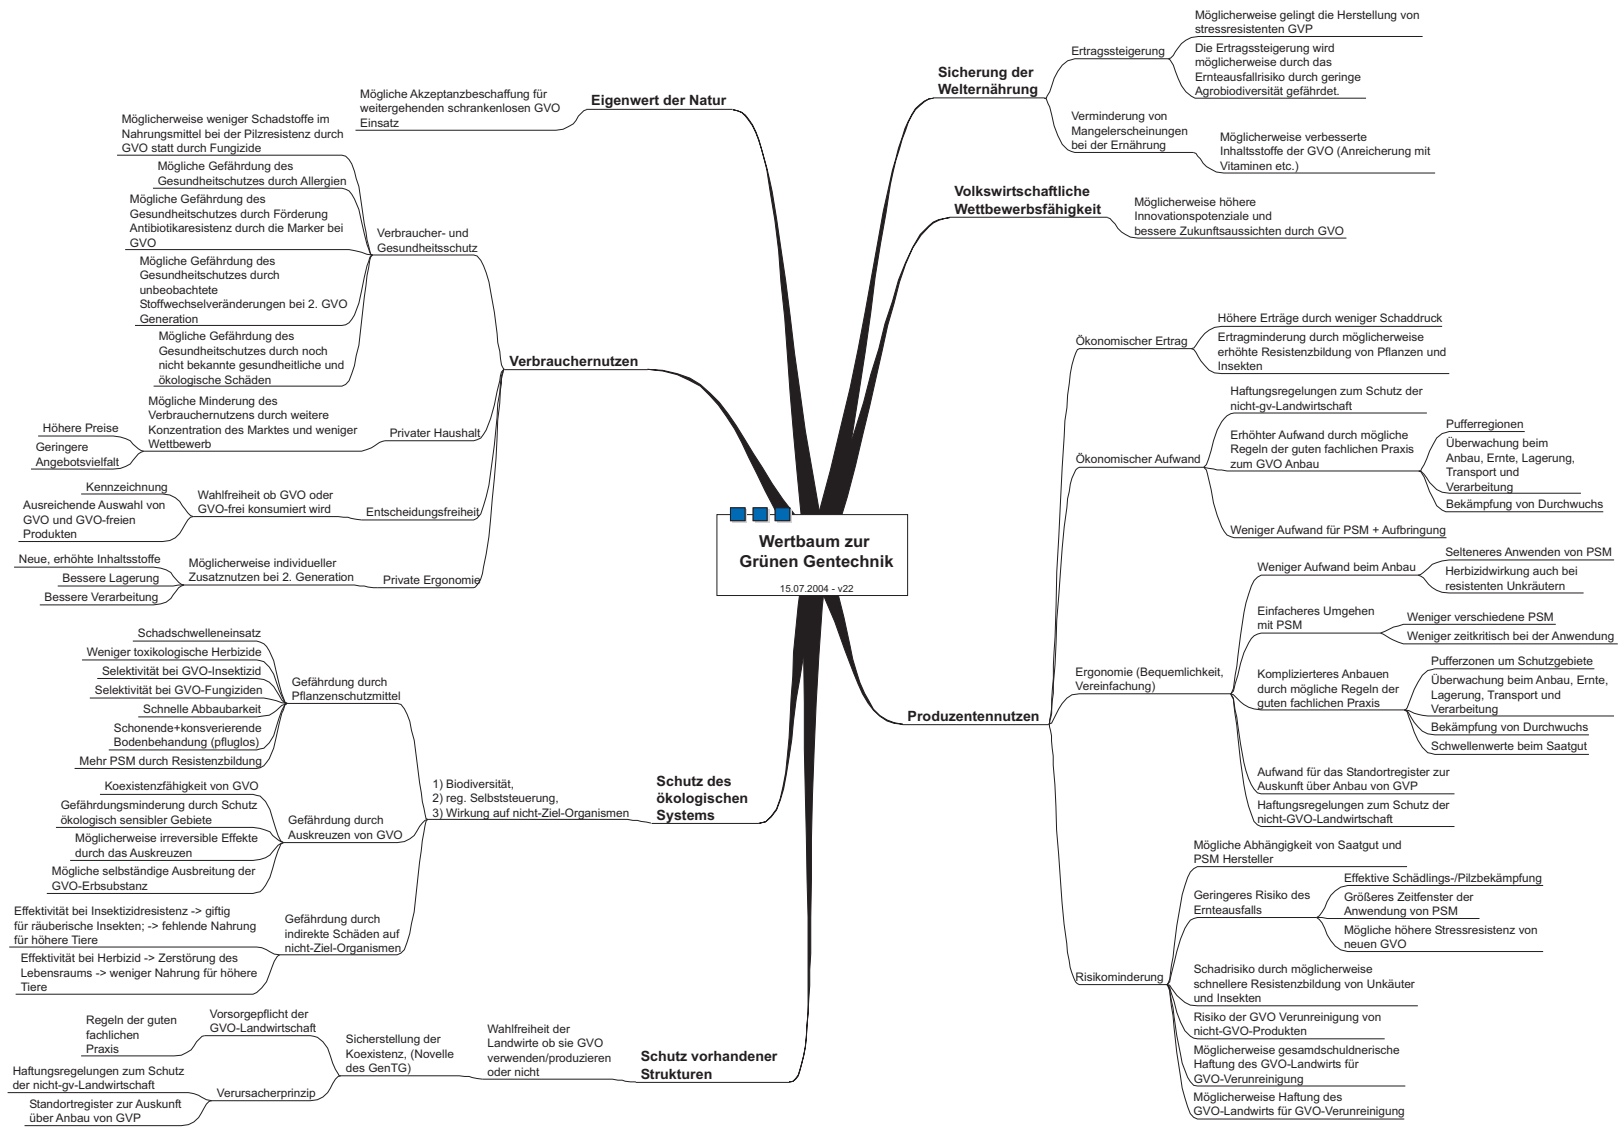 Wertbaum zur
Grünen Gentechnik
15.07.2004 - v22
Eigenwert der Natur
Mögliche Akzeptanzbeschaffung für
weitergehenden schrankenlosen GVO
Einsatz
Verbrauchernutzen
Verbraucher- und
Gesundheitsschutz
Möglicherweise weniger Schadstoffe im
Nahrungsmittel bei der Pilzresistenz durch
GVO statt durch Fungizide
Mögliche Gefährdung des
Gesundheitschutzes durch Allergien
Mögliche Gefährdung des
Gesundheitschutzes durch Förderung
Antibiotikaresistenz durch die Marker bei
GVO
Mögliche Gefährdung des
Gesundheitschutzes durch
unbeobachtete
Stoffwechselveränderungen bei 2. GVO
Generation
Mögliche Gefährdung des
Gesundheitschutzes durch noch
nicht bekannte gesundheitliche und
ökologische Schäden
Privater Haushalt
Mögliche Minderung des
Verbrauchernutzens durch weitere
Konzentration des Marktes und weniger
Wettbewerb
Höhere Preise
Geringere
Angebotsvielfalt
Entscheidungsfreiheit
Wahlfreiheit ob GVO oder
GVO-frei konsumiert wird
Kennzeichnung
Ausreichende Auswahl von
GVO und GVO-freien
Produkten
Private Ergonomie
Möglicherweise individueller
Zusatznutzen bei 2. Generation
Neue, erhöhte Inhaltsstoffe
Bessere Lagerung
Bessere Verarbeitung
Schutz des
ökologischen
Systems
1) Biodiversität,
2) reg. Selbststeuerung,
3) Wirkung auf nicht-Ziel-Organismen
Gefährdung durch
Pflanzenschutzmittel
Schadschwelleneinsatz
Weniger toxikologische Herbizide
Selektivität bei GVO-Insektizid
Selektivität bei GVO-Fungiziden
Schnelle Abbaubarkeit
Schonende+konsverierende
Bodenbehandung (pfluglos)
Mehr PSM durch Resistenzbildung
Gefährdung durch
Auskreuzen von GVO
Koexistenzfähigkeit von GVO
Gefährdungsminderung durch Schutz
ökologisch sensibler Gebiete
Möglicherweise irreversible Effekte
durch das Auskreuzen
Mögliche selbständige Ausbreitung der
GVO-Erbsubstanz
Gefährdung durch
indirekte Schäden auf
nicht-Ziel-Organismen
Effektivität bei Insektizidresistenz -> giftig
für räuberische Insekten; -> fehlende Nahrung
für höhere Tiere
Effektivität bei Herbizid -> Zerstörung des
Lebensraums -> weniger Nahrung für höhere
Tiere
Schutz vorhandener
Strukturen
Wahlfreiheit der
Landwirte ob sie GVO
verwenden/produzieren
oder nicht
Sicherstellung der
Koexistenz, (Novelle
des GenTG)
Vorsorgepflicht der
GVO-Landwirtschaft
Regeln der guten
fachlichen
Praxis
Verursacherprinzip
Haftungsregelungen zum Schutz
der nicht-gv-Landwirtschaft
Standortregister zur Auskunft
über Anbau von GVP
Sicherung der
Welternährung
Ertragssteigerung
Möglicherweise gelingt die Herstellung von
stressresistenten GVP
Die Ertragssteigerung wird
möglicherweise durch das
Ernteausfallrisiko durch geringe
Agrobiodiversität gefährdet.
Verminderung von
Mangelerscheinungen
bei der Ernährung
Möglicherweise verbesserte
Inhaltsstoffe der GVO (Anreicherung mit
Vitaminen etc.)
Volkswirtschaftliche
Wettbewerbsfähigkeit
Möglicherweise höhere
Innovationspotenziale und
bessere Zukunftsaussichten durch GVO
Produzentennutzen
Ökonomischer Ertrag
Höhere Erträge durch weniger Schaddruck
Ertragminderung durch möglicherweise
erhöhte Resistenzbildung von Pflanzen und
Insekten
Ökonomischer Aufwand
Haftungsregelungen zum Schutz der
nicht-gv-Landwirtschaft
Erhöhter Aufwand durch mögliche
Regeln der guten fachlichen Praxis
zum GVO Anbau
Pufferregionen
Überwachung beim
Anbau, Ernte, Lagerung,
Transport und
Verarbeitung
Bekämpfung von Durchwuchs
Weniger Aufwand für PSM + Aufbringung
Ergonomie (Bequemlichkeit,
Vereinfachung)
Weniger Aufwand beim Anbau
Selteneres Anwenden von PSM
Herbizidwirkung auch bei
resistenten Unkräutern
Einfacheres Umgehen
mit PSM
Weniger verschiedene PSM
Weniger zeitkritisch bei der Anwendung
Komplizierteres Anbauen
durch mögliche Regeln der
guten fachlichen Praxis
Pufferzonen um Schutzgebiete
Überwachung beim Anbau, Ernte,
Lagerung, Transport und
Verarbeitung
Bekämpfung von Durchwuchs
Schwellenwerte beim Saatgut
Aufwand für das Standortregister zur
Auskunft über Anbau von GVP
Haftungsregelungen zum Schutz der
nicht-GVO-Landwirtschaft
Risikominderung
Mögliche Abhängigkeit von Saatgut und
PSM Hersteller
Geringeres Risiko des
Ernteausfalls
Effektive Schädlings-/Pilzbekämpfung
Größeres Zeitfenster der
Anwendung von PSM
Mögliche höhere Stressresistenz von
neuen GVO
Schadrisiko durch möglicherweise
schnellere Resistenzbildung von Unkäuter
und Insekten
Risiko der GVO Verunreinigung von
nicht-GVO-Produkten
Möglicherweise gesamdschuldnerische
Haftung des GVO-Landwirts für
GVO-Verunreinigung
Möglicherweise Haftung des
GVO-Landwirts für GVO-Verunreinigung